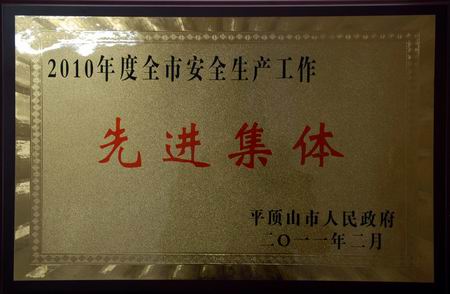 2010年度全市安全生产工作
先进集体
平顶山市人民政府
二〇一一年二月